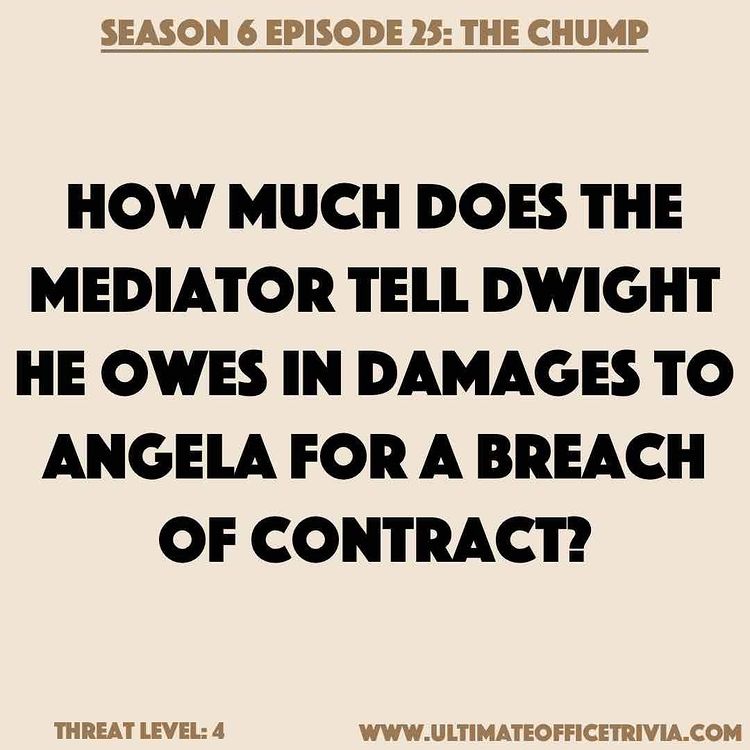 SEASON 6 EPISODE 25: THE CHUMP
HOW MUCH DOES THE
MEDIATOR TELL DWIGHT
HE OWES IN DAMAGES TO
ANGELA FOR A BREACH
OF CONTRACT?
THREAT LEVEL: 4
WWW.ULTIMATEOFFICETRIVIA.COM